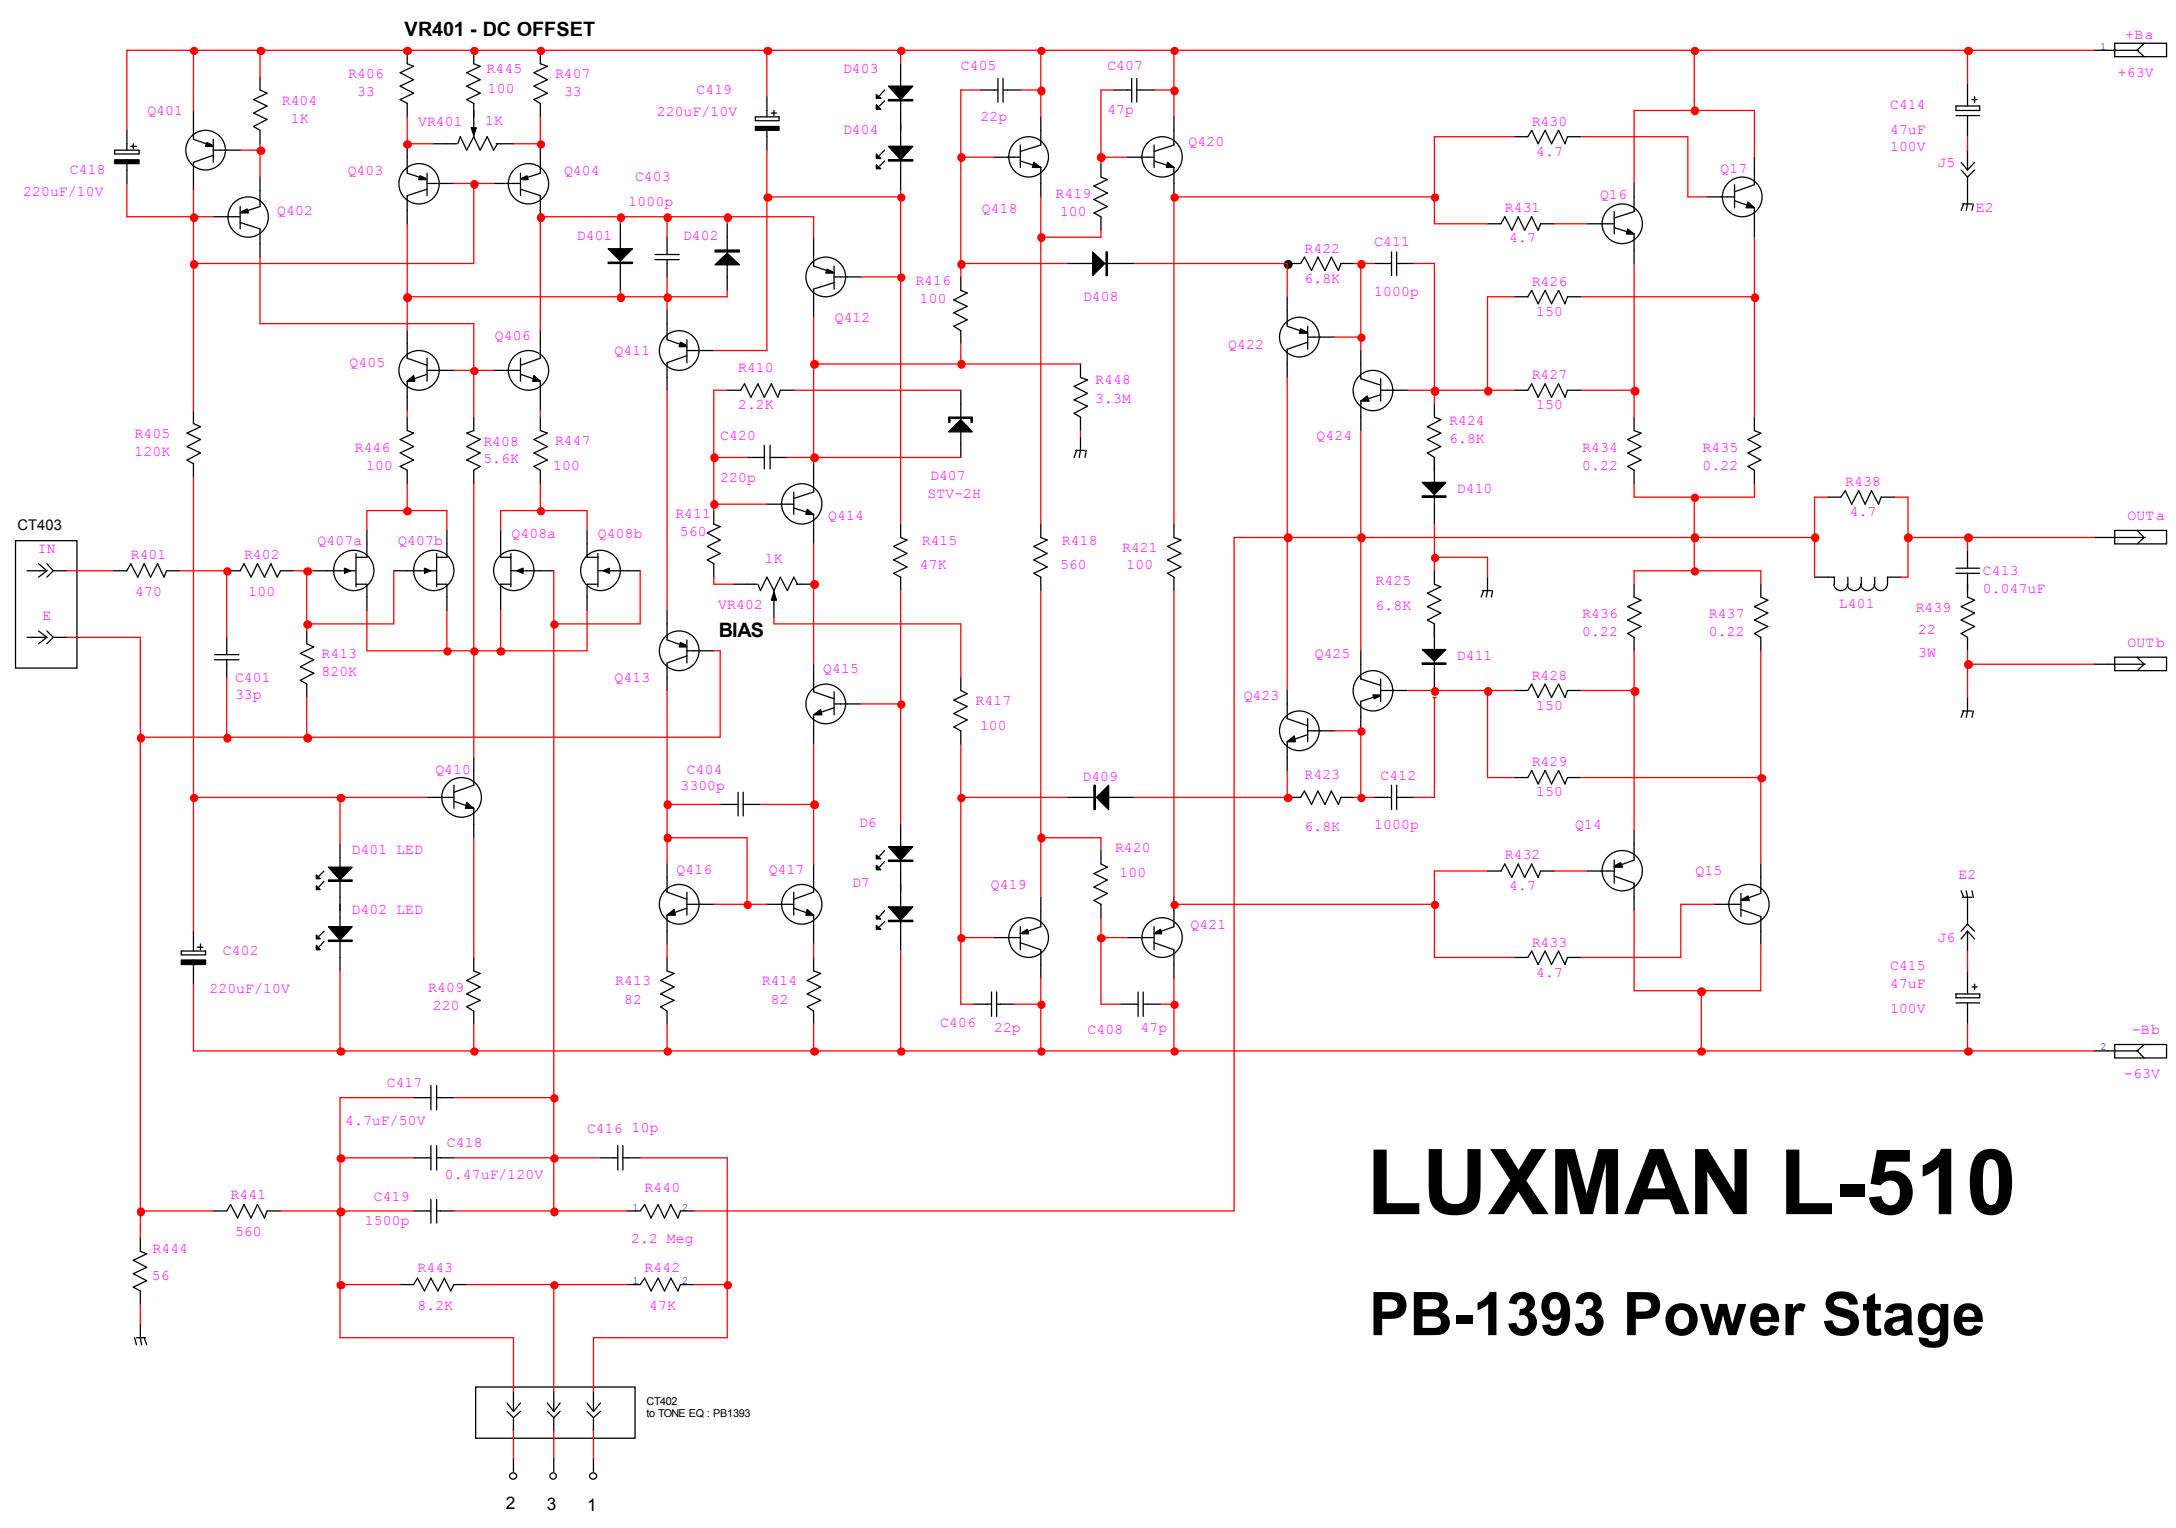 VR401 - DC OFFSET
+Ba
1
+63V
R406
33
R445
100
R407
33
C419
220uF/10V
D403
C405
22p
C407
47p
Q401
R404
1K
VR401
1K
D404
Q420
R430
4.7
C414
47uF
100V
J5
E2
C418
220uF/10V
Q402
Q403
Q404
C403
1000p
Q418
R419
100
Q16
Q17
R431
4.7
D401
D402
Q412
R416
100
D408
R422
6.8K
C411
1000p
R426
150
Q405
Q406
Q411
Q422
R427
150
R410
2.2K
R448
3.3M
Q424
R424
6.8K
R405
120K
R446
100
R408
5.6K
R447
100
C420
220p
D407
STV-2H
R434
0.22
R435
0.22
R438
4.7
D410
CT403
IN
E
R401
470
R402
100
Q407a
Q407b
Q408a
Q408b
R411
560
Q414
1K
VR402
BIAS
R415
47K
R418
560
R421
100
OUTa
L401
C413
0.047uF
R425
6.8K
R436
0.22
R437
0.22
R439
22
3W
OUTb
C401
33p
R413
820K
Q413
Q415
R417
100
Q425
D411
Q423
R428
150
R429
150
Q410
C404
3300p
D409
R423
6.8K
C412
1000p
D6
D7
D401 LED
D402 LED
Q416
Q417
Q419
R420
100
Q421
R432
4.7
Q14
Q15
R433
4.7
E2
J6
C415
47uF
100V
C402
220uF/10V
R409
220
R413
82
R414
82
C406
22p
C408
47p
-Bb
2
-63V
C417
4.7uF/50V
C418
0.47uF/120V
C416 10p
R441
560
C419
1500p
R440
1
2
2.2 Meg
R444
56
R443
8.2K
R442
1
2
47K
LUXMAN L-510
PB-1393 Power Stage
CT402
to TONE EQ : PB1393
2 3 1